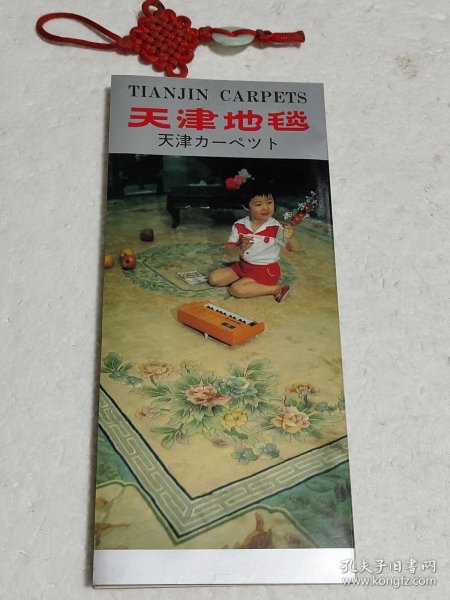 TIANJIN CARPETS
天津地毯
天津カーペツト
孔夫子旧书网
www.kongfz.com